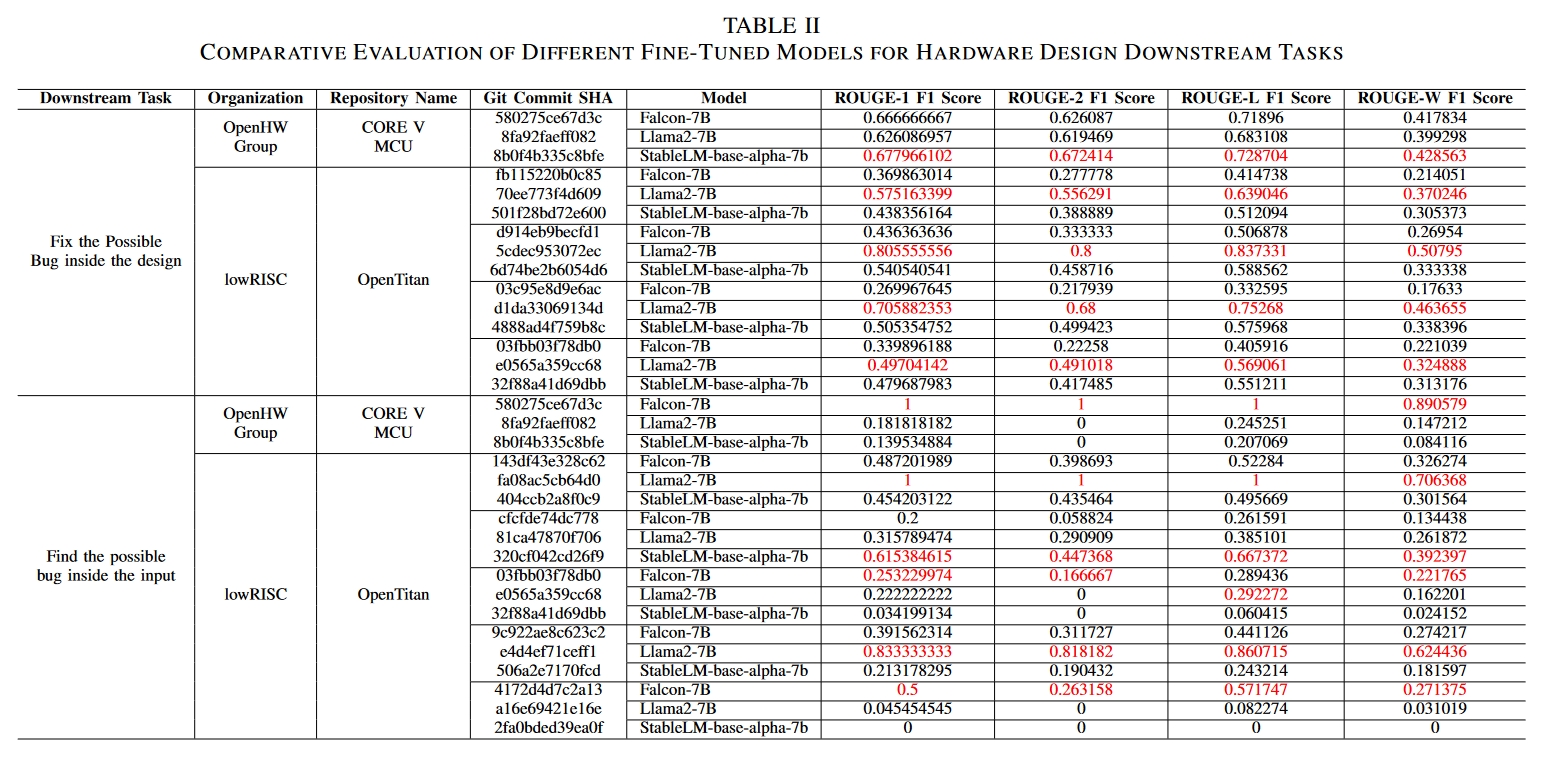 TABLE II
COMPARATIVE EVALUATION OF DIFFERENT FINE-TUNED MODELS FOR HARDWARE DESIGN DOWNSTREAM TASKS
Downstream Task Organization Repository Name Git Commit SHA Model ROUGE-1 F1 Score ROUGE-2 F1 Score ROUGE-L F1 Score ROUGE-W F1 Score
Fix the Possible
Bug inside the design
OpenHW
Group
CORE V
MCU
580275ce67d3c Falcon-7B 0.666666667 0.626087 0.71896 0.417834
8fa92faeff082 Llama2-7B 0.626086957 0.619469 0.683108 0.399298
8b0f4b335c8bfe StableLM-base-alpha-7b 0.677966102 0.672414 0.728704 0.428563
lowRISC
OpenTitan
fb115220b0c85 Falcon-7B 0.369863014 0.277778 0.414738 0.214051
70ee773f4d609 Llama2-7B 0.575163399 0.556291 0.639046 0.370246
501f28bd72e600 StableLM-base-alpha-7b 0.438356164 0.388889 0.512094 0.305373
d914eb9becfd1 Falcon-7B 0.436363636 0.333333 0.506878 0.26954
5cdec953072ec Llama2-7B 0.805555556 0.8 0.837331 0.50795
6d74be2b6054d6 StableLM-base-alpha-7b 0.540540541 0.458716 0.588562 0.333338
03c95e8d9e6ac Falcon-7B 0.269967645 0.217939 0.332595 0.17633
d1da33069134d Llama2-7B 0.705882353 0.68 0.75268 0.463655
4888ad4f759b8c StableLM-base-alpha-7b 0.505354752 0.499423 0.575968 0.338396
03fbb03f78db0 Falcon-7B 0.339896188 0.22258 0.405916 0.221039
e0565a359cc68 Llama2-7B 0.49704142 0.491018 0.569061 0.324888
32f88a41d69dbb StableLM-base-alpha-7b 0.479687983 0.417485 0.551211 0.313176
Find the possible
bug inside the input
OpenHW
Group
CORE V
MCU
580275ce67d3c Falcon-7B 1 1 1 0.890579
8fa92faeff082 Llama2-7B 0.181818182 0 0.245251 0.147212
8b0f4b335c8bfe StableLM-base-alpha-7b 0.139534884 0 0.207069 0.084116
lowRISC
OpenTitan
143df43e328c62 Falcon-7B 0.487201989 0.398693 0.52284 0.326274
fa08ac5cb64d0 Llama2-7B 1 1 1 0.706368
404ccb2a8f0c9 StableLM-base-alpha-7b 0.454203122 0.435464 0.495669 0.301564
cfcfde74dc778 Falcon-7B 0.2 0.058824 0.261591 0.134438
81ca47870f706 Llama2-7B 0.315789474 0.290909 0.385101 0.261872
320cf042cd26f9 StableLM-base-alpha-7b 0.615384615 0.447368 0.667372 0.392397
03fbb03f78db0 Falcon-7B 0.253229974 0.166667 0.289436 0.221765
e0565a359cc68 Llama2-7B 0.222222222 0 0.292272 0.162201
32f88a41d69dbb StableLM-base-alpha-7b 0.034199134 0 0.060415 0.024152
9c922ae8c623c2 Falcon-7B 0.391562314 0.311727 0.441126 0.274217
e4d4ef71ceff1 Llama2-7B 0.833333333 0.818182 0.860715 0.624436
506a2e7170fcd StableLM-base-alpha-7b 0.213178295 0.190432 0.243214 0.181597
4172d4d7c2a13 Falcon-7B 0.5 0.263158 0.571747 0.271375
a16e69421e16e Llama2-7B 0.045454545 0 0.082274 0.031019
2fa0bded39ea0f StableLM-base-alpha-7b 0 0 0 0